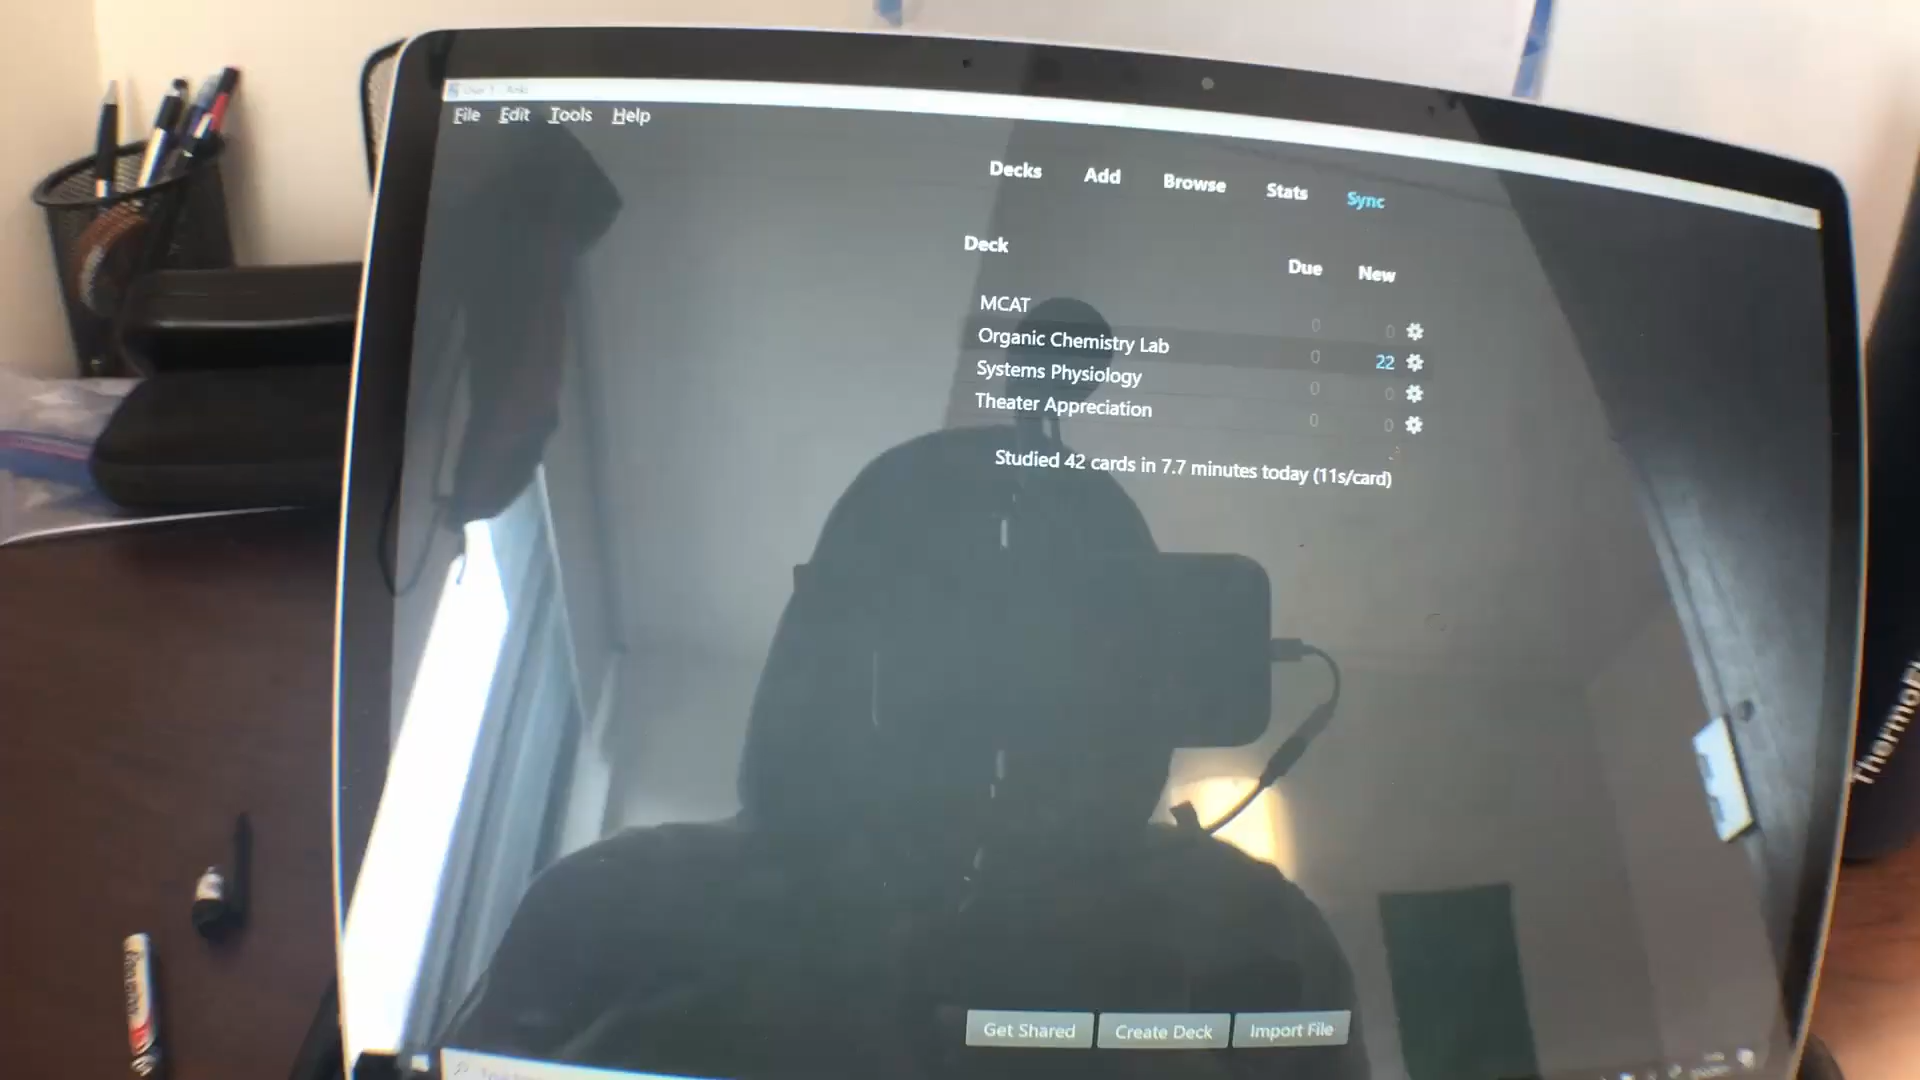 File Edit Tools Help
Decks Add Browse Stats Sync
Deck Due New
MCAT 0 0
Organic Chemistry Lab 0 22
Systems Physiology 0 0
Theater Appreciation 0 0
Studied 42 cards in 7.7 minutes today (11s/card)
Get Shared Create Deck Import File